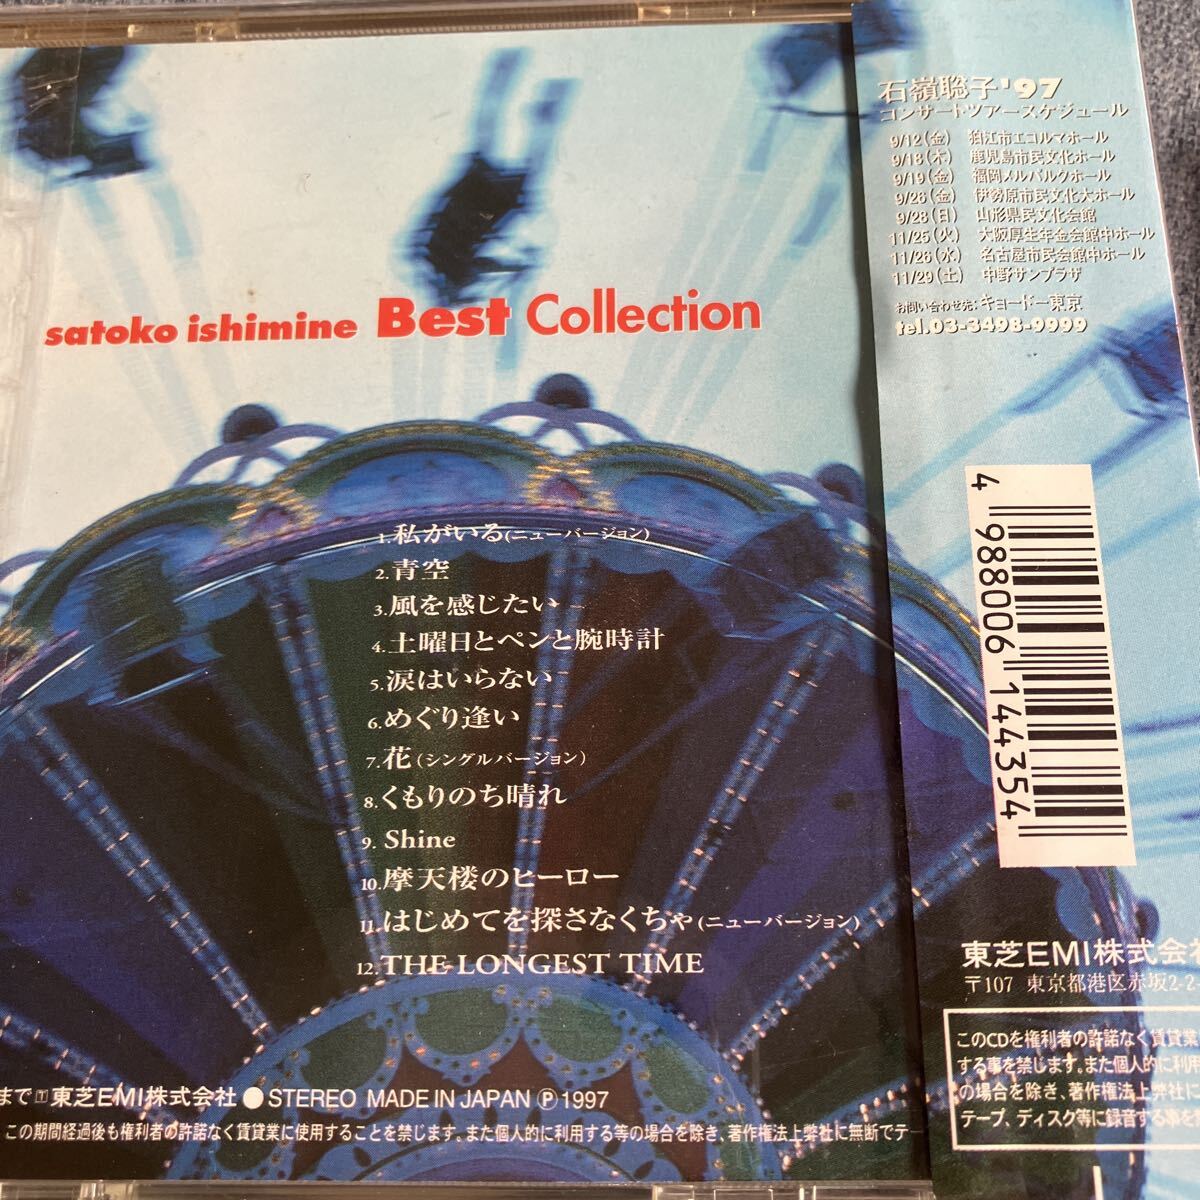 satoko ishimine Best Collection
1. 私がいる(ニューバージョン)
2. 青空
3. 風を感じたい
4. 土曜日とペンと腕時計
5. 涙はいらない
6. めぐり逢い
7. 花(シングルバージョン)
8. くもりのち晴れ
9. Shine
10. 摩天楼のヒーロー
11. はじめてを探さなくちゃ(ニューバージョン)
12. THE LONGEST TIME
まで 東芝EMI株式会社 ● STEREO MADE IN JAPAN Ⓟ 1997
この期間経過後も権利者の許諾なく賃貸業に使用することを禁じます。また個人的に利用する等の場合を除き、著作権法上弊社に無断でテー
石嶺聡子'97
コンサートツアースケジュール
9/12(金) 狛江市エコルマホール
9/18(木) 鹿児島市民文化ホール
9/19(金) 福岡メルパルクホール
9/26(金) 伊勢原市民文化大ホール
9/28(日) 山形県民文化会館
11/25(火) 大阪厚生年金会館中ホール
11/26(水) 名古屋市民会館中ホール
11/29(土) 中野サンプラザ
お問い合わせ先:キョードー東京
tel.03-3498-9999
4 988006 144354
東芝EMI株式会社
〒107 東京都港区赤坂2-2-
このCDを権利者の許諾なく賃貸業
する事を禁じます。また個人的に利用
の場合を除き、著作権法上弊社に
テープ、ディスク等に録音する事を